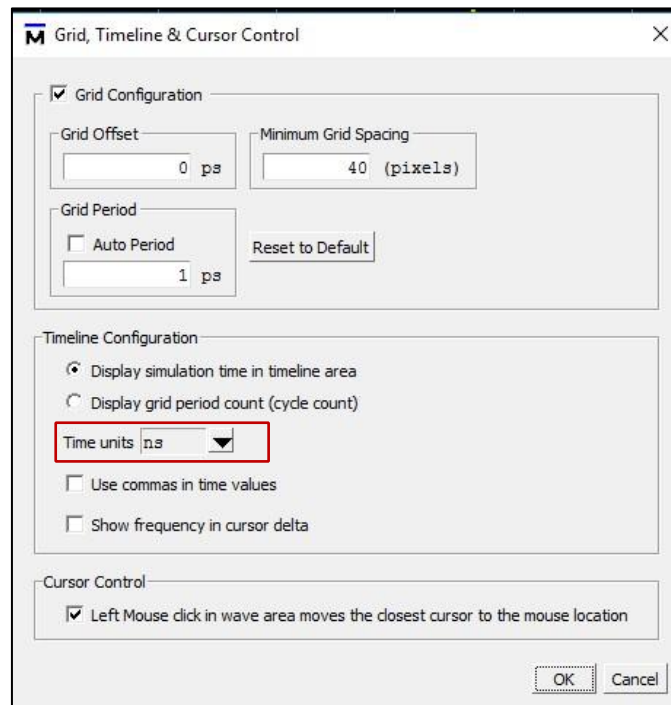 M Grid, Timeline & Cursor Control
Grid Configuration
Grid Offset
0 ps
Minimum Grid Spacing
40 (pixels)
Grid Period
Auto Period
1 ps
Reset to Default
Timeline Configuration
Display simulation time in timeline area
Display grid period count (cycle count)
Time units ns
Use commas in time values
Show frequency in cursor delta
Cursor Control
Left Mouse click in wave area moves the closest cursor to the mouse location
OK Cancel